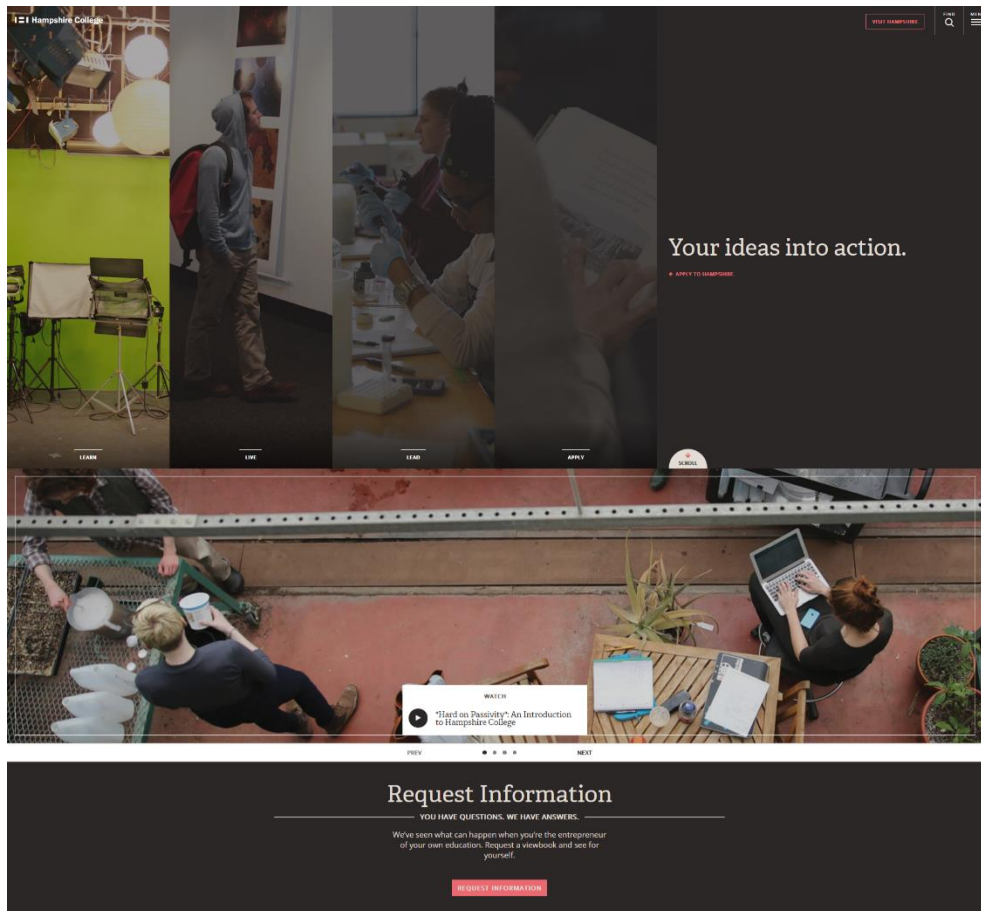 Hampshire College
VISIT HAMPSHIRE
FIND
MENU
Your ideas into action.
APPLY TO HAMPSHIRE
LEARN
LIVE
LEAD
APPLY
SCROLL
WATCH
"Hard on Passivity": An Introduction
to Hampshire College
PREV
NEXT
Request Information
YOU HAVE QUESTIONS. WE HAVE ANSWERS.
We've seen what can happen when you're the entrepreneur
of your own education. Request a viewbook and see for
yourself.
REQUEST INFORMATION